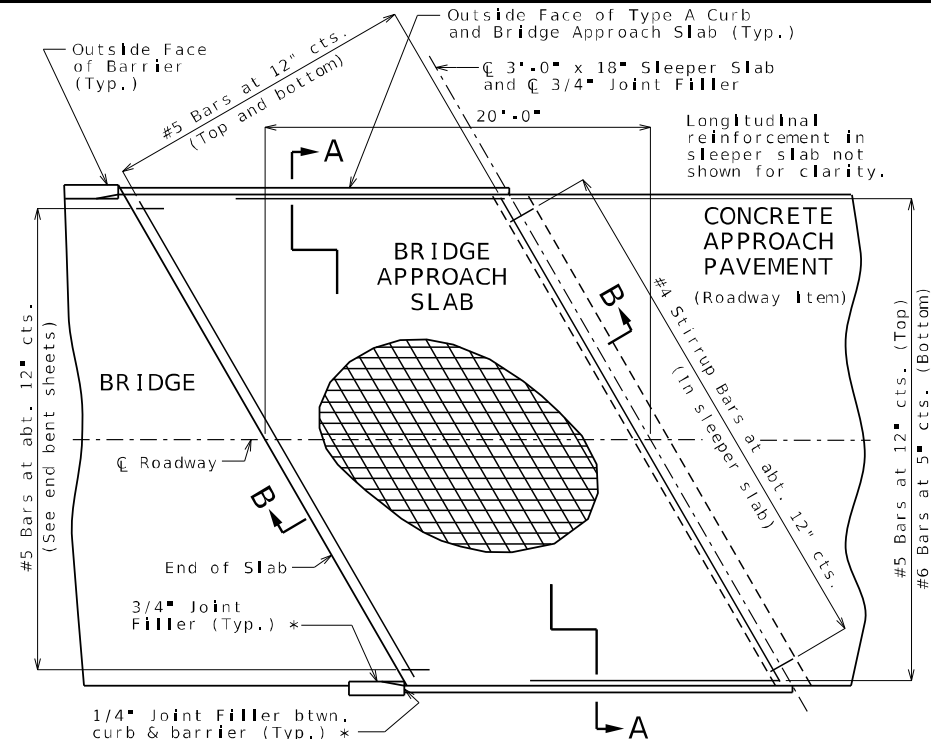 Outside Face
of Barrier
(Typ.)
#5 Bars at 12" cts.
(Top and bottom)
Outside Face of Type A Curb
and Bridge Approach Slab (Typ.)
℄ 3'-0" x 18" Sleeper Slab
and ℄ 3/4" Joint Filler
20'-0"
Longitudinal
reinforcement in
sleeper slab not
shown for clarity.
A
BRIDGE
APPROACH
SLAB
CONCRETE
APPROACH
PAVEMENT
(Roadway Item)
B
#4 Stirrup Bars at abt. 12" cts.
(In sleeper slab)
#5 Bars at abt. 12" cts.
(See end bent sheets)
BRIDGE
℄ Roadway
B
End of Slab
3/4" Joint
Filler (Typ.) *
1/4" Joint Filler btwn.
curb & barrier (Typ.) *
A
#5 Bars at 12" cts. (Top)
#6 Bars at 5" cts. (Bottom)